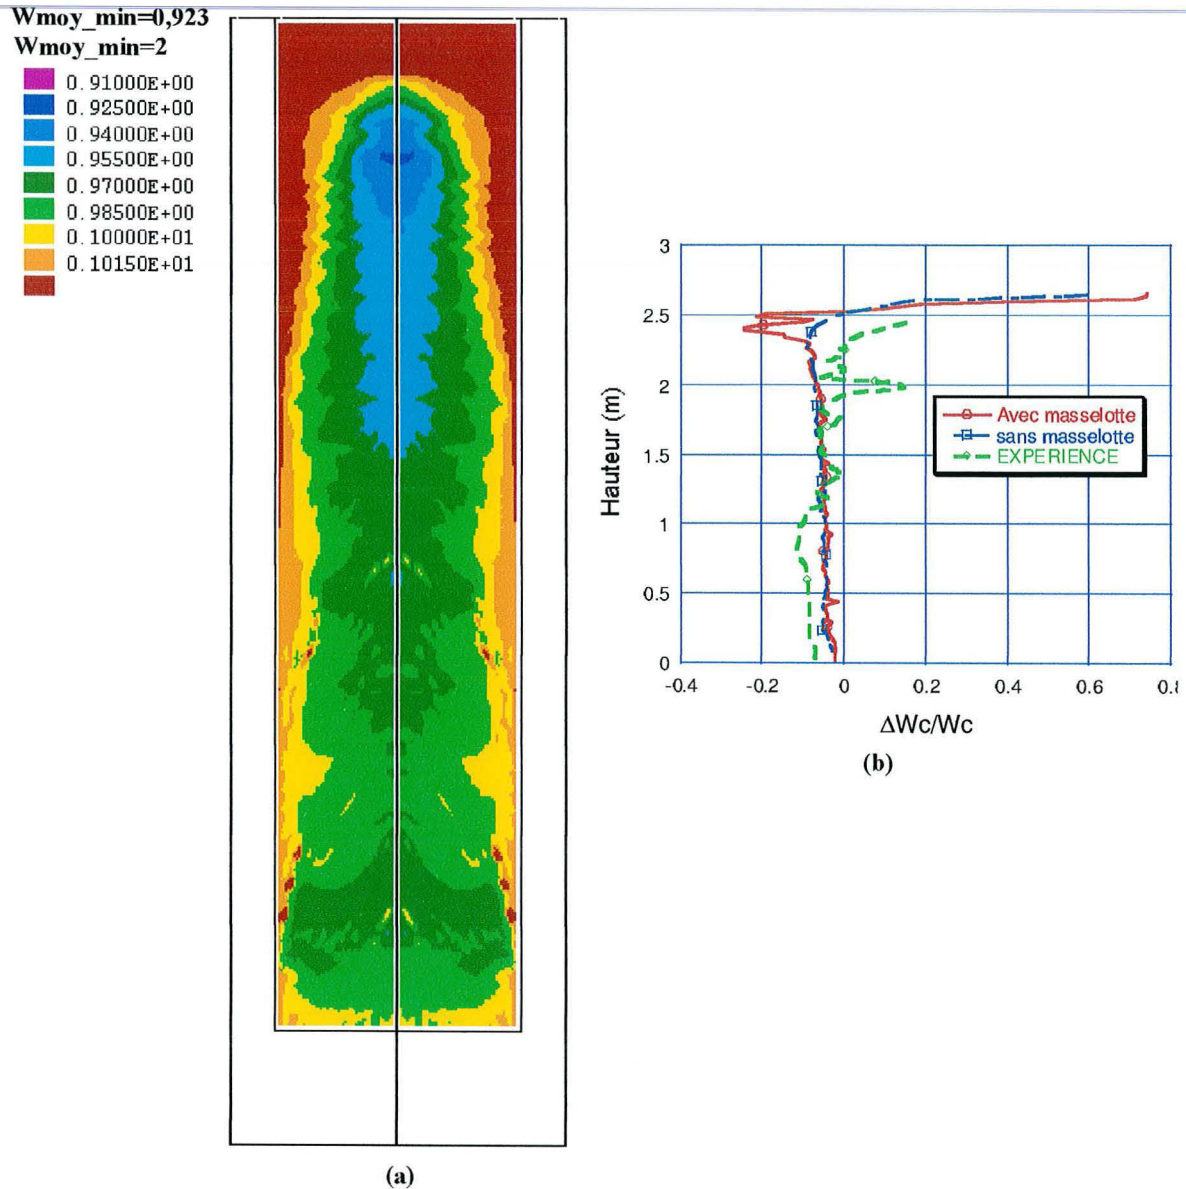 Wmoy_min=0,923
Wmoy_min=2
0.91000E+00
0.92500E+00
0.94000E+00
0.95500E+00
0.97000E+00
0.98500E+00
0.10000E+01
0.10150E+01
(a)
3
2.5
2
1.5
1
0.5
0
Hauteur (m)
Avec masselotte
sans masselotte
EXPERIENCE
-0.4
-0.2
0
0.2
0.4
0.6
0.8
ΔWc/Wc
(b)